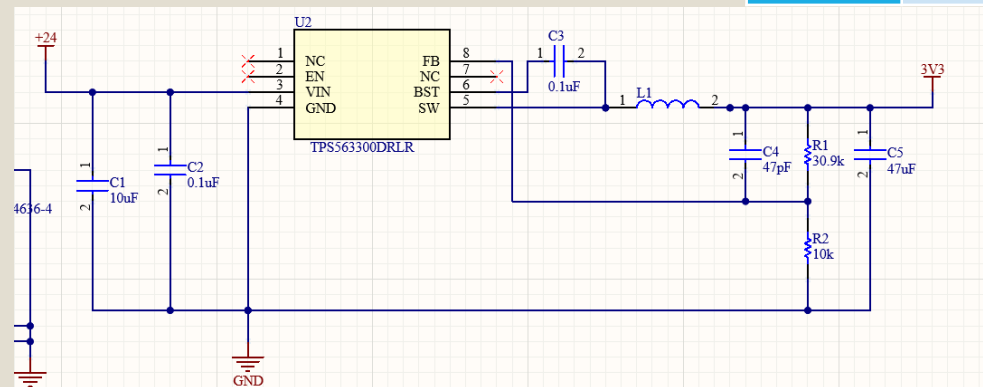 U2
+24
1 NC
2 EN
3 VIN
4 GND
FB 8
NC 7
BST 6
SW 5
TPS563300DRLR
C3
1 2
0.1uF
3V3
1 L1 2
1
C1
10uF
2
1
C2
0.1uF
2
1
C4
47pF
2
R1
30.9k
1
C5
47uF
2
R2
10k
4636-4
GND